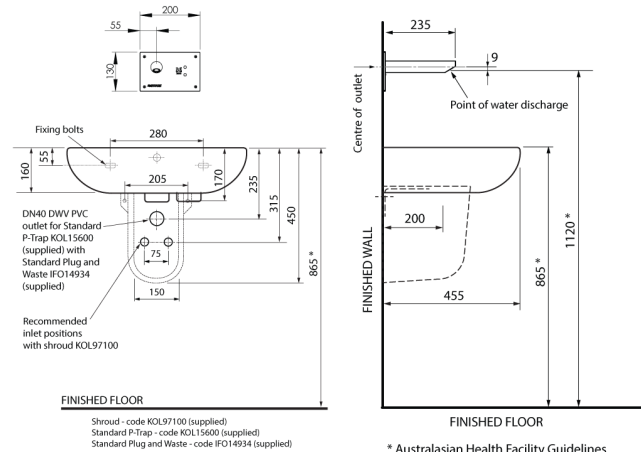 200
55
130
Fixing bolts
280
55
160
205
170
235
315
450
865 *
DN40 DWV PVC
outlet for Standard
P-Trap KOL15600
(supplied) with
Standard Plug and
Waste IFO14934
(supplied)
75
150
Recommended
inlet positions
with shroud KOL97100
FINISHED FLOOR
Shroud - code KOL97100 (supplied)
Standard P-Trap - code KOL15600 (supplied)
Standard Plug and Waste - code IFO14934 (supplied)
235
9
Centre of outlet
Point of water discharge
200
FINISHED WALL
455
865 *
1120 *
FINISHED FLOOR
* Australasian Health Facility Guidelines